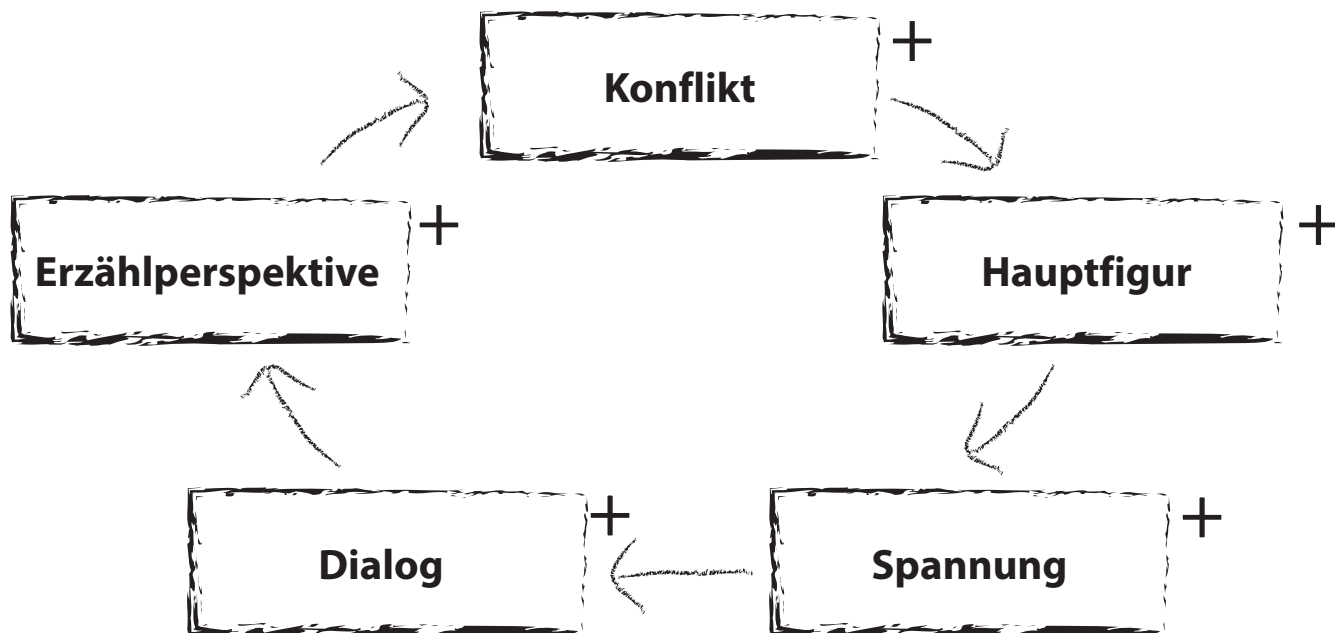 Konflikt
+
Hauptfigur
+
Spannung
+
Dialog
+
Erzählperspektive
+